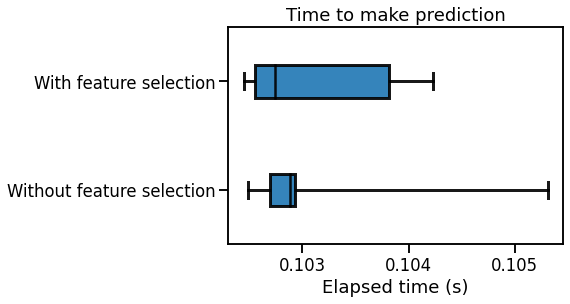 Time to make prediction
With feature selection
Without feature selection
0.103 0.104 0.105
Elapsed time (s)